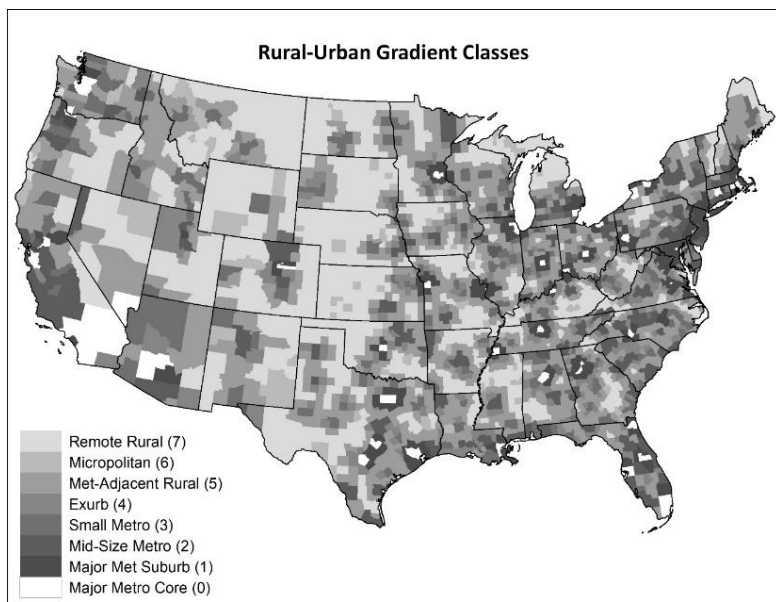 Rural-Urban Gradient Classes
Remote Rural (7)
Micropolitan (6)
Met-Adjacent Rural (5)
Exurb (4)
Small Metro (3)
Mid-Size Metro (2)
Major Met Suburb (1)
Major Metro Core (0)